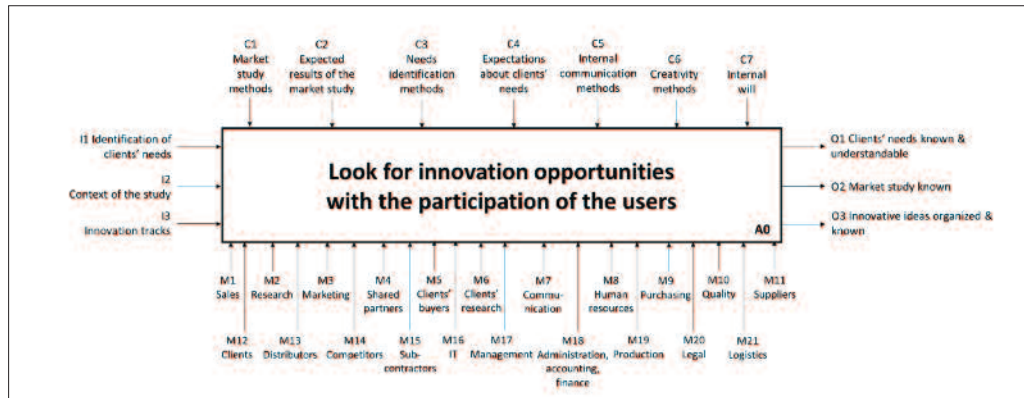 C1
Market
study
methods
C2
Expected
results of the
market study
C3
Needs
identification
methods
C4
Expectations
about clients'
needs
C5
Internal
communication
methods
C6
Creativity
methods
C7
Internal
will
I1 Identification of
clients' needs
I2
Context of the study
I3
Innovation tracks
Look for innovation opportunities
with the participation of the users
A0
O1 Clients' needs known &
understandable
O2 Market study known
O3 Innovative ideas organized &
known
M1
Sales
M2
Research
M3
Marketing
M4
Shared
partners
M5
Clients'
buyers
M6
Clients'
research
M7
Commu-
nication
M8
Human
resources
M9
Purchasing
M10
Quality
M11
Suppliers
M12
Clients
M13
Distributors
M14
Competitors
M15
Sub-
contractors
M16
IT
M17
Management
M18
Administration,
accounting,
finance
M19
Production
M20
Legal
M21
Logistics